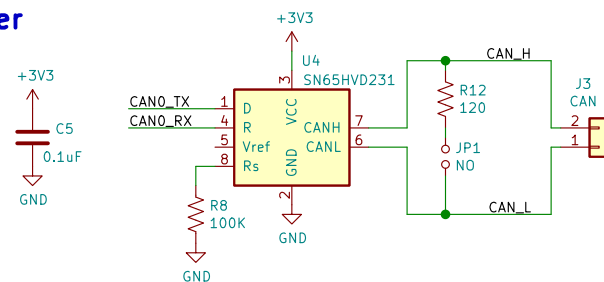 er
+3V3
U4
SN65HVD231
+3V3
C5
0.1uF
GND
CAN0_TX
CAN0_RX
1
4
5
8
D
R
Vref
Rs
3
VCC
GND
2
CANH
CANL
7
6
GND
R8
100K
GND
CAN_H
R12
120
JP1
NO
CAN_L
J3
CAN
2
1